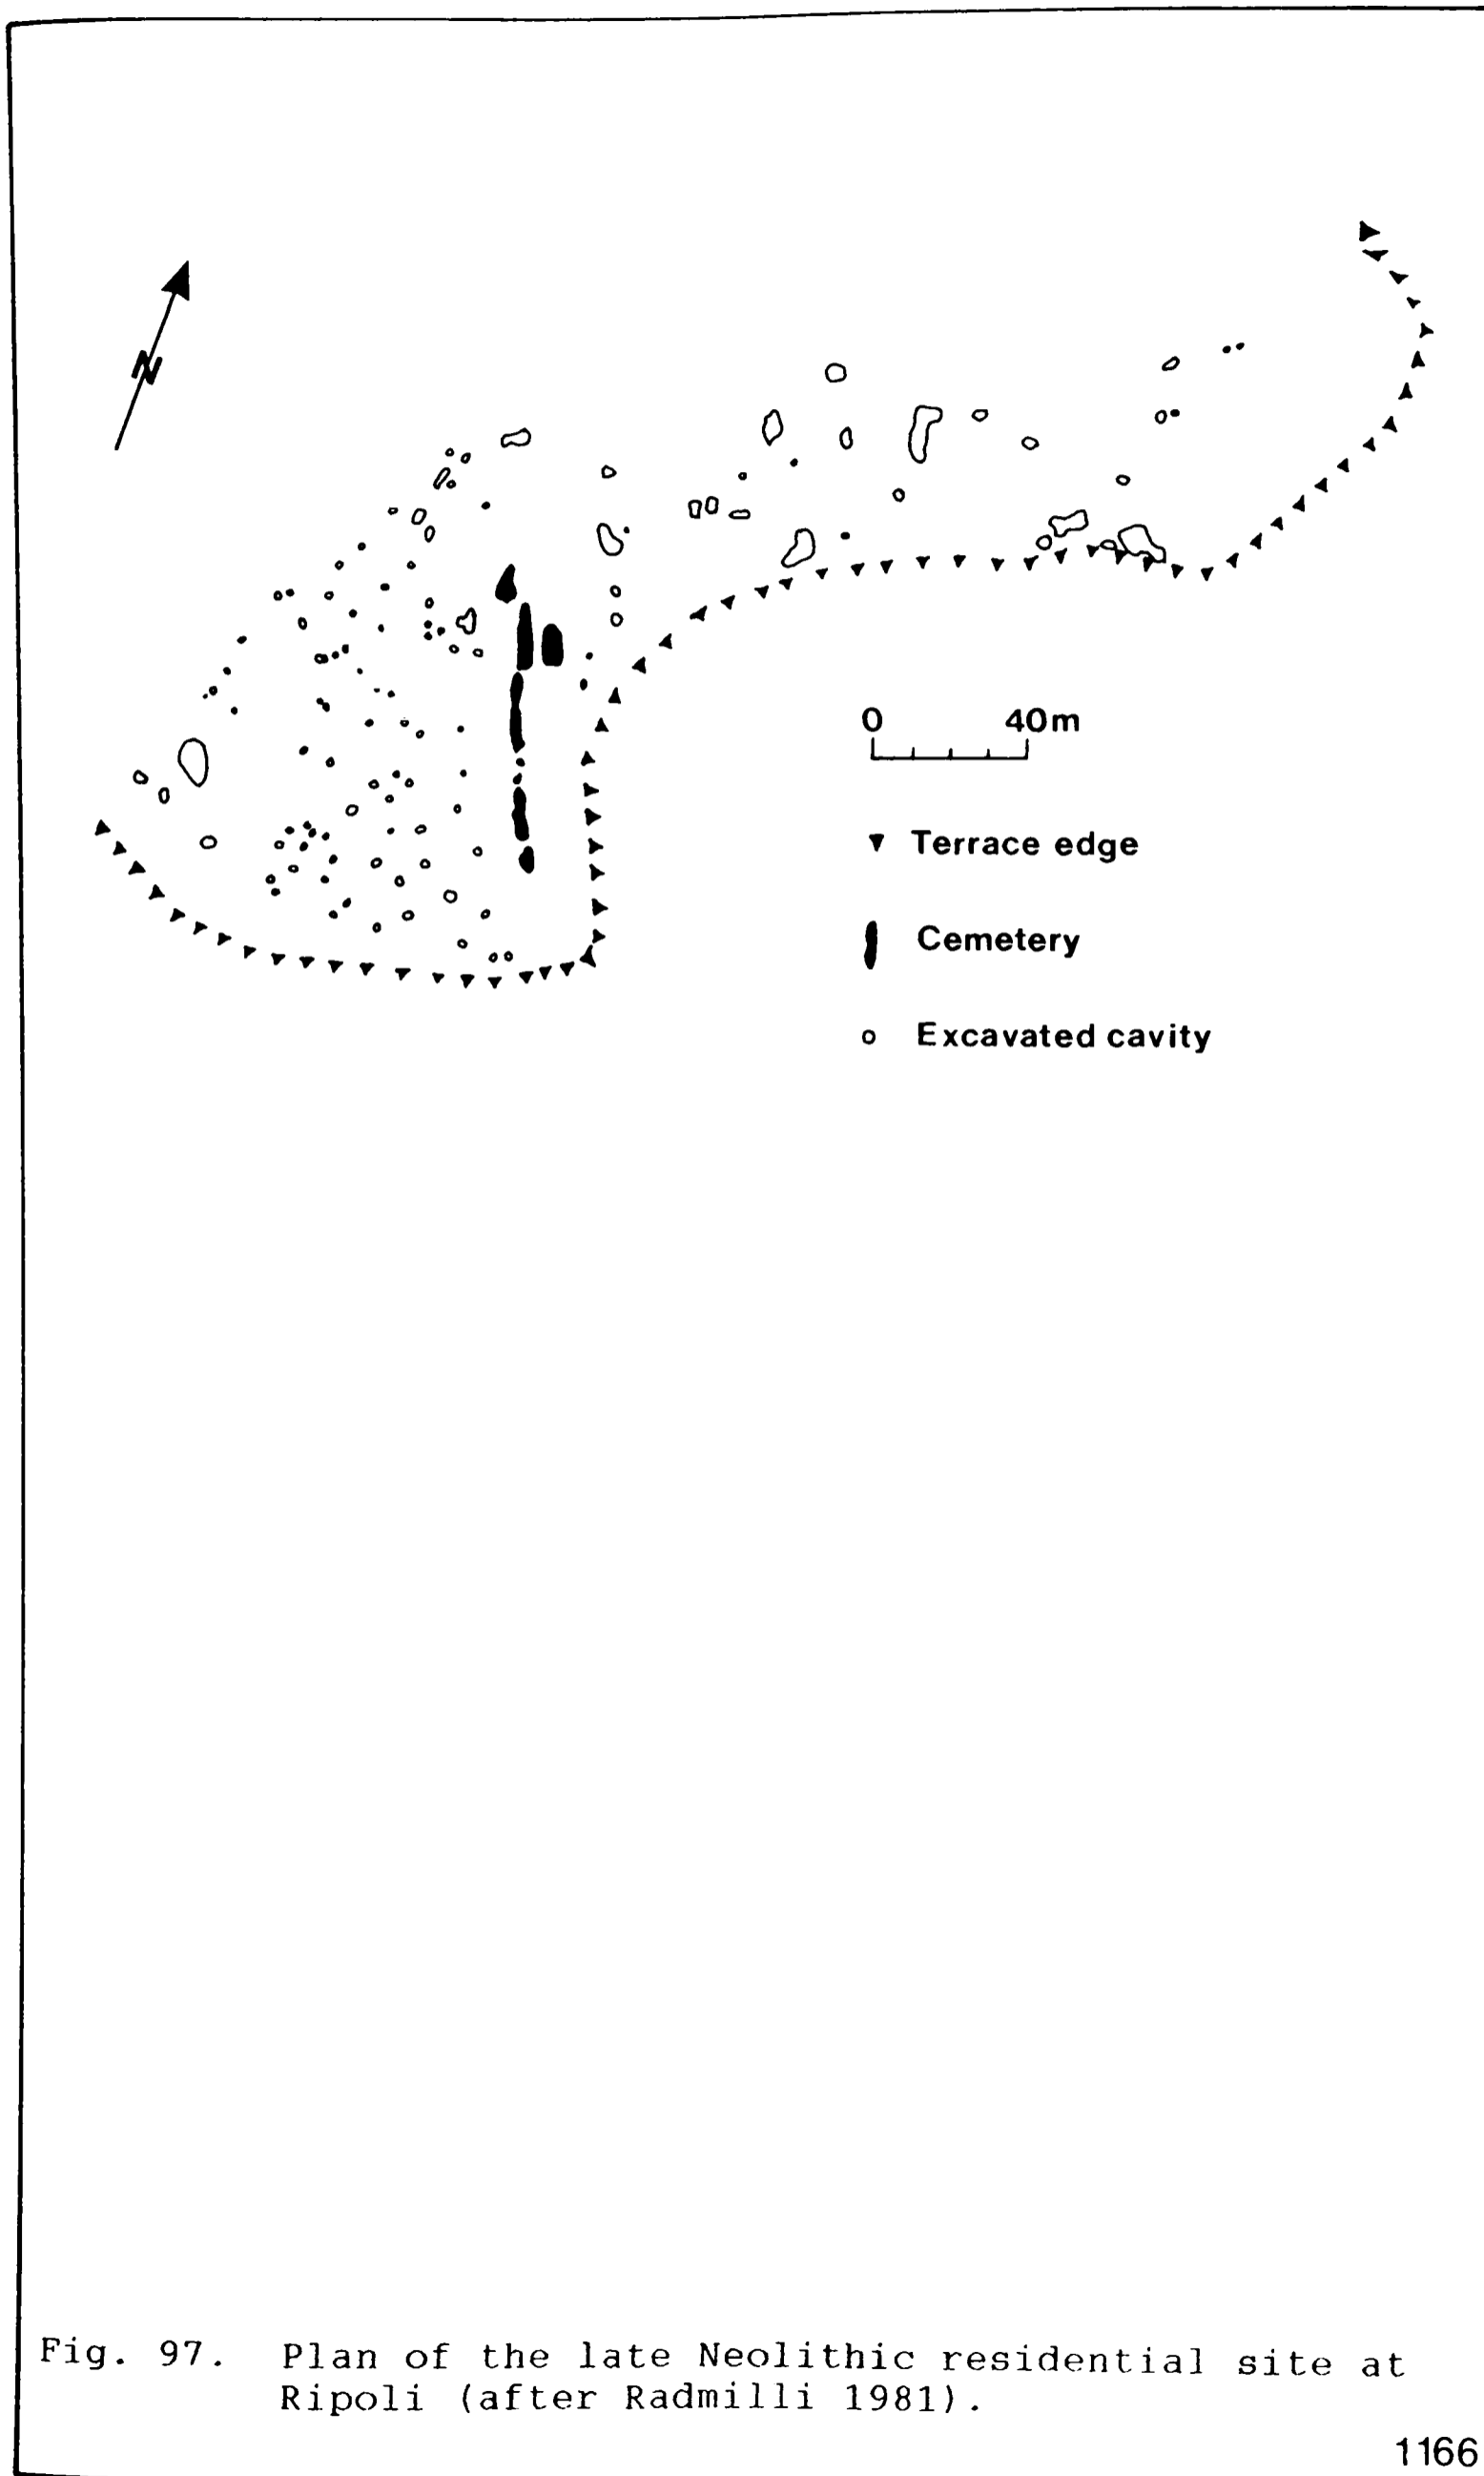 N
0 40m
Terrace edge
Cemetery
Excavated cavity
Fig. 97. Plan of the late Neolithic residential site at
Ripoli (after Radmilli 1981).
1166